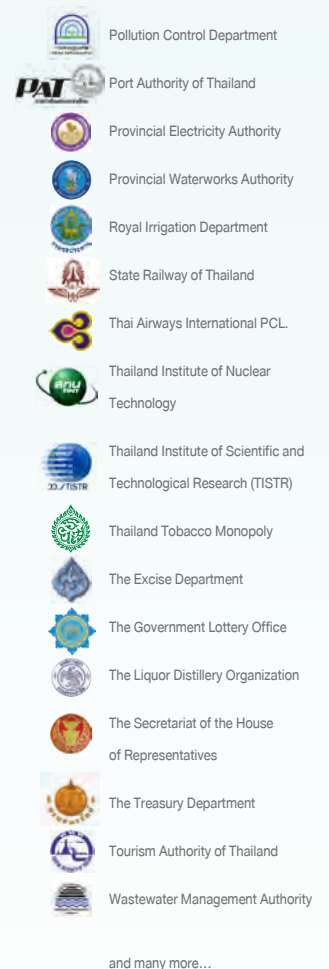 Pollution Control Department
PAT
Port Authority of Thailand
Provincial Electricity Authority
Provincial Waterworks Authority
Royal Irrigation Department
State Railway of Thailand
Thai Airways International PCL.
Thailand Institute of Nuclear
Technology
Thailand Institute of Scientific and
Technological Research (TISTR)
Thailand Tobacco Monopoly
The Excise Department
The Government Lottery Office
The Liquor Distillery Organization
The Secretariat of the House
of Representatives
The Treasury Department
Tourism Authority of Thailand
Wastewater Management Authority
and many more...